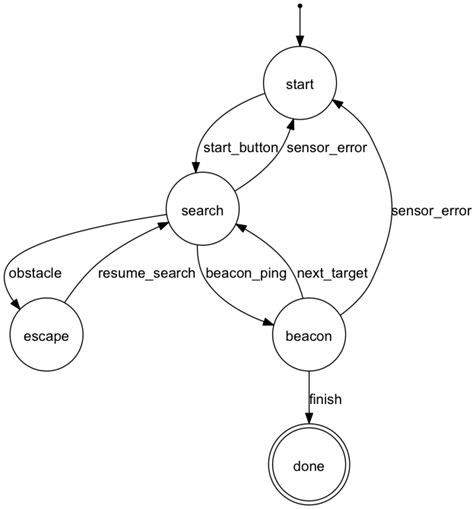 start
start_button sensor_error
search
sensor_error
obstacle resume_search beacon_ping next_target
escape
beacon
finish
done